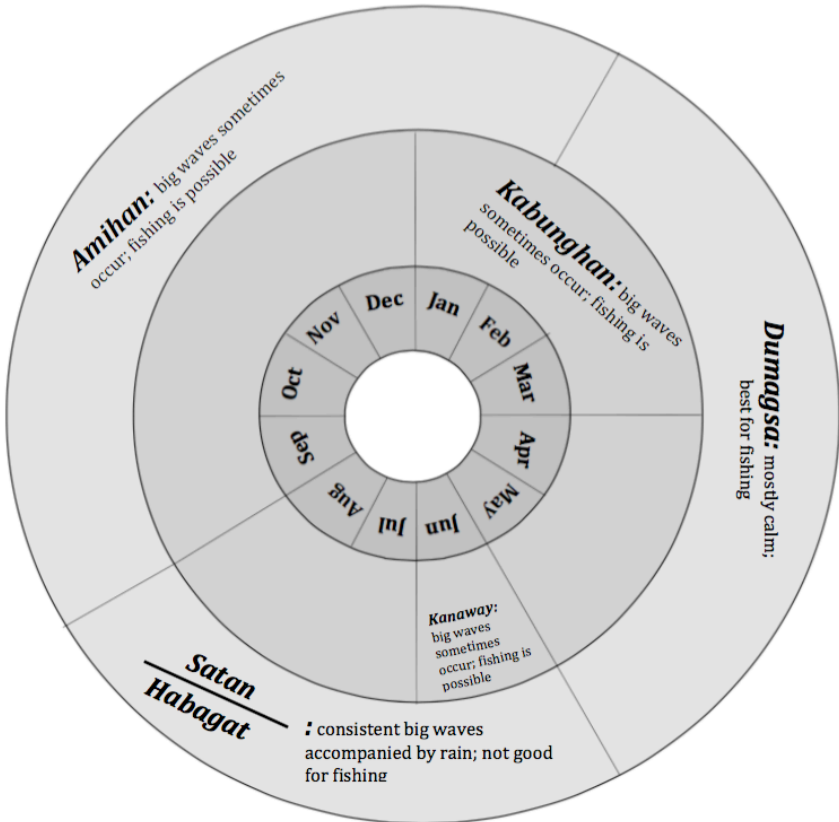 Amihan: big waves sometimes
occur; fishing is possible
Kabunghan: big waves
sometimes occur; fishing is
possible
Dumagsa: mostly calm;
best for fishing
Jan
Feb
Mar
Apr
May
Jun
Jul
Aug
Sep
Oct
Nov
Dec
Kanaway:
big waves
sometimes
occur; fishing is
possible
Satan
Habagat
: consistent big waves
accompanied by rain; not good
for fishing